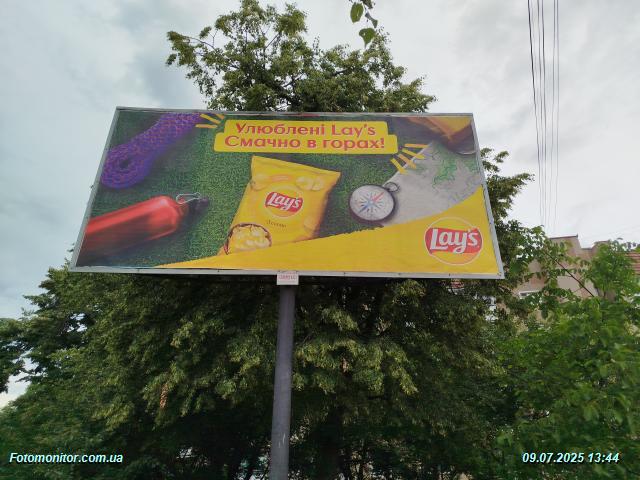 Улюблені Lay's
Смачно в горах!
Lay's
Lay's
Fotomonitor.com.ua
09.07.2025 13:44